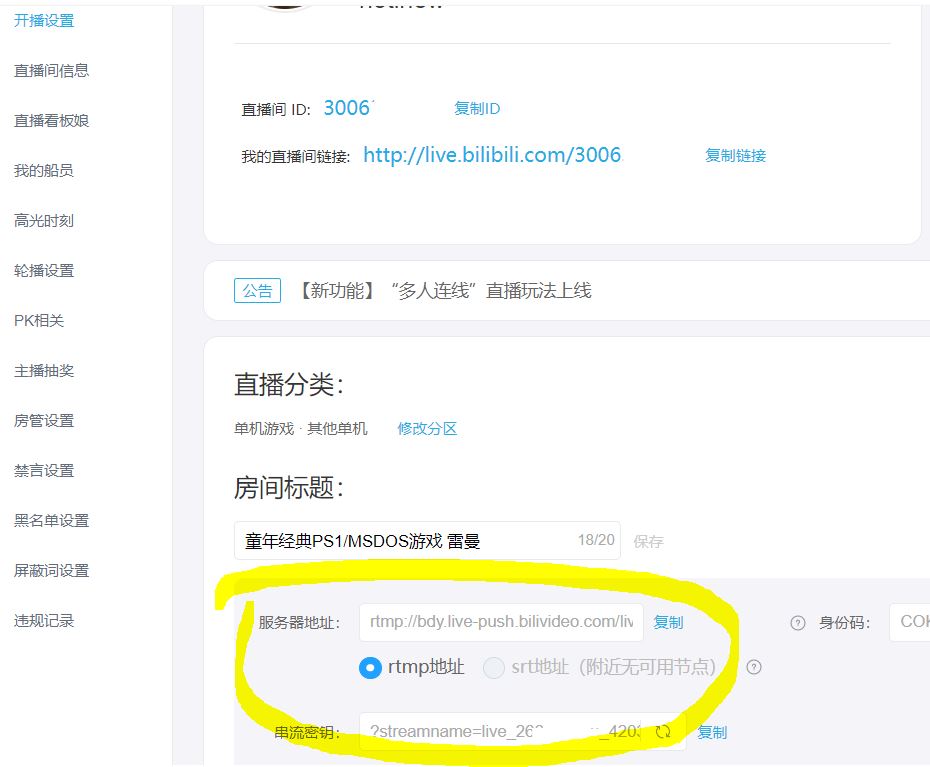 开播设置
直播间信息
直播看板娘
我的船员
高光时刻
轮播设置
PK相关
主播抽奖
房管设置
禁言设置
黑名单设置
屏蔽词设置
违规记录
直播间 ID: 3006 复制ID
我的直播间链接: http://live.bilibili.com/3006 复制链接
公告 【新功能】“多人连线”直播玩法上线
直播分类：
单机游戏 · 其他单机 修改分区
房间标题：
童年经典PS1/MSDOS游戏 雷曼 18/20 保存
服务器地址： rtmp://bdy.live-push.bilivideo.com/liv 复制 ? 身份码： COK
rtmp地址 srt地址（附近无可用节点） ?
串流密钥： ?streamname=live_26 _420 复制